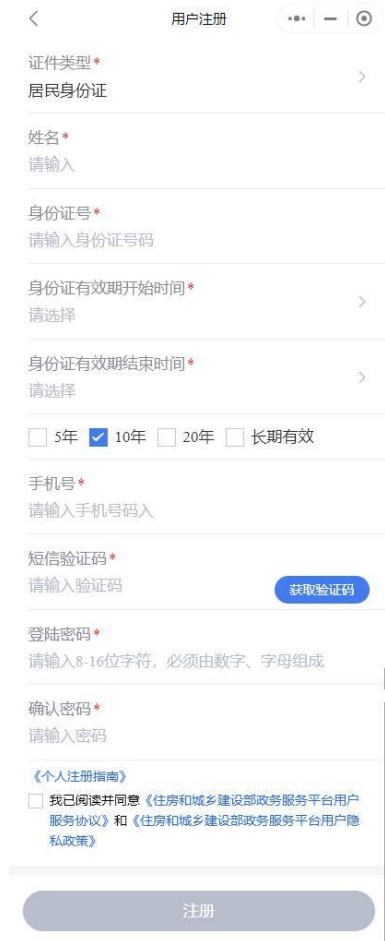 用户注册
证件类型*
居民身份证
姓名*
请输入
身份证号*
请输入身份证号码
身份证有效期开始时间*
请选择
身份证有效期结束时间*
请选择
5年 10年 20年 长期有效
手机号*
请输入手机号码入
短信验证码*
请输入验证码 获取验证码
登陆密码*
请输入8-16位字符，必须由数字、字母组成
确认密码*
请输入密码
《个人注册指南》
我已阅读并同意《住房和城乡建设部政务服务平台用户
服务协议》和《住房和城乡建设部政务服务平台用户隐
私政策》
注册